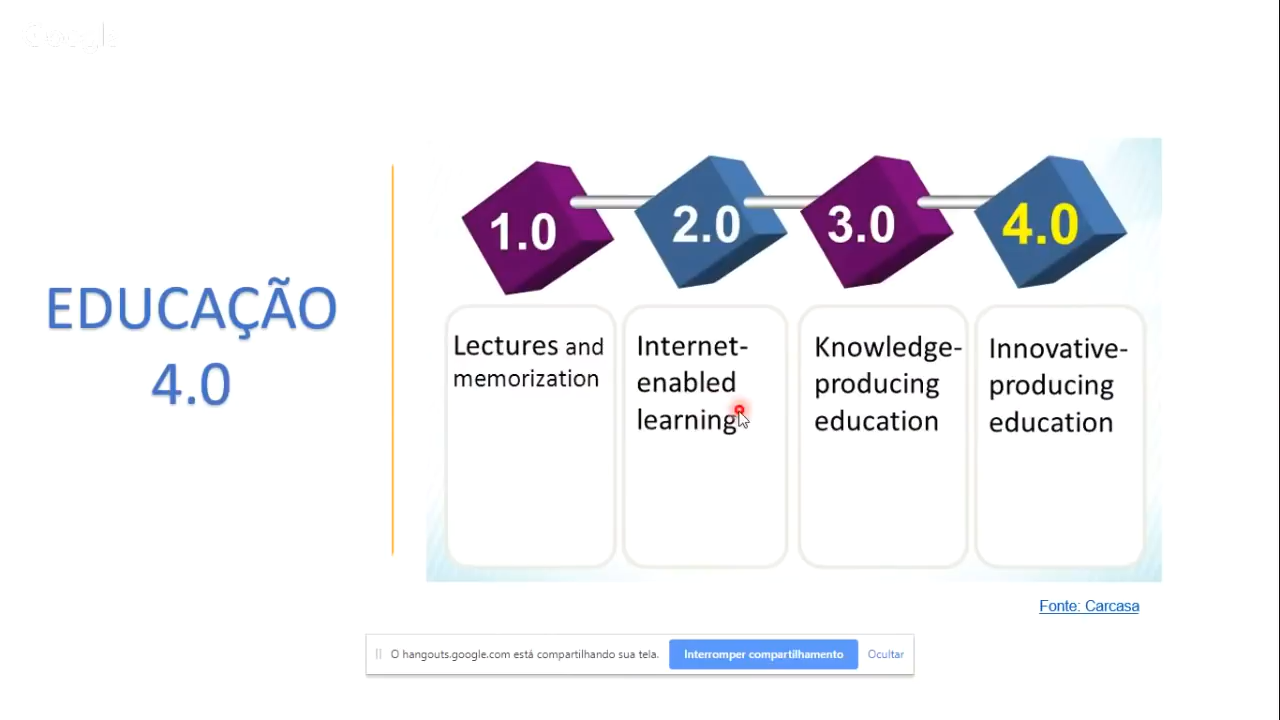 Google
EDUCAÇÃO
4.0
1.0
2.0
3.0
4.0
Lectures and
memorization
Internet-
enabled
learning
Knowledge-
producing
education
Innovative-
producing
education
Fonte: Carcasa
O hangouts.google.com está compartilhando sua tela.
Interromper compartilhamento
Ocultar